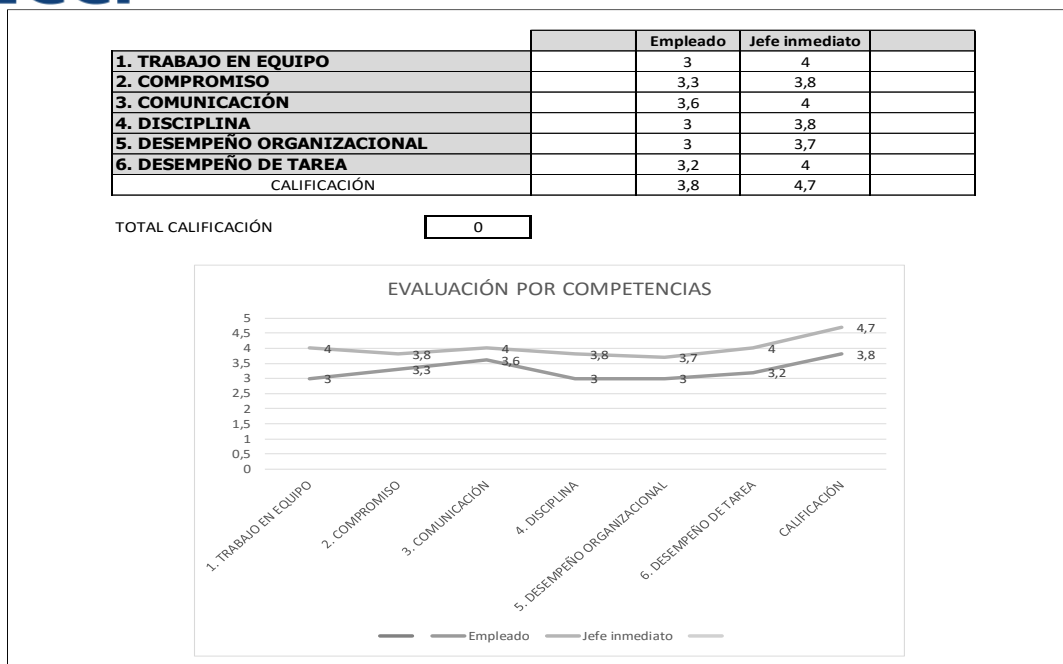 Empleado Jefe inmediato
1. TRABAJO EN EQUIPO 3 4
2. COMPROMISO 3,3 3,8
3. COMUNICACIÓN 3,6 4
4. DISCIPLINA 3 3,8
5. DESEMPEÑO ORGANIZACIONAL 3 3,7
6. DESEMPEÑO DE TAREA 3,2 4
CALIFICACIÓN 3,8 4,7
TOTAL CALIFICACIÓN 0
EVALUACIÓN POR COMPETENCIAS
5
4,5
4
3,5
3
2,5
2
1,5
1
0,5
0
4 3,8 4 3,8 3,7 4 4,7
3 3,3 3,6 3 3 3,2 3,8
1. TRABAJO EN EQUIPO
2. COMPROMISO
3. COMUNICACIÓN
4. DISCIPLINA
5. DESEMPEÑO ORGANIZACIONAL
6. DESEMPEÑO DE TAREA
CALIFICACIÓN
Empleado Jefe inmediato